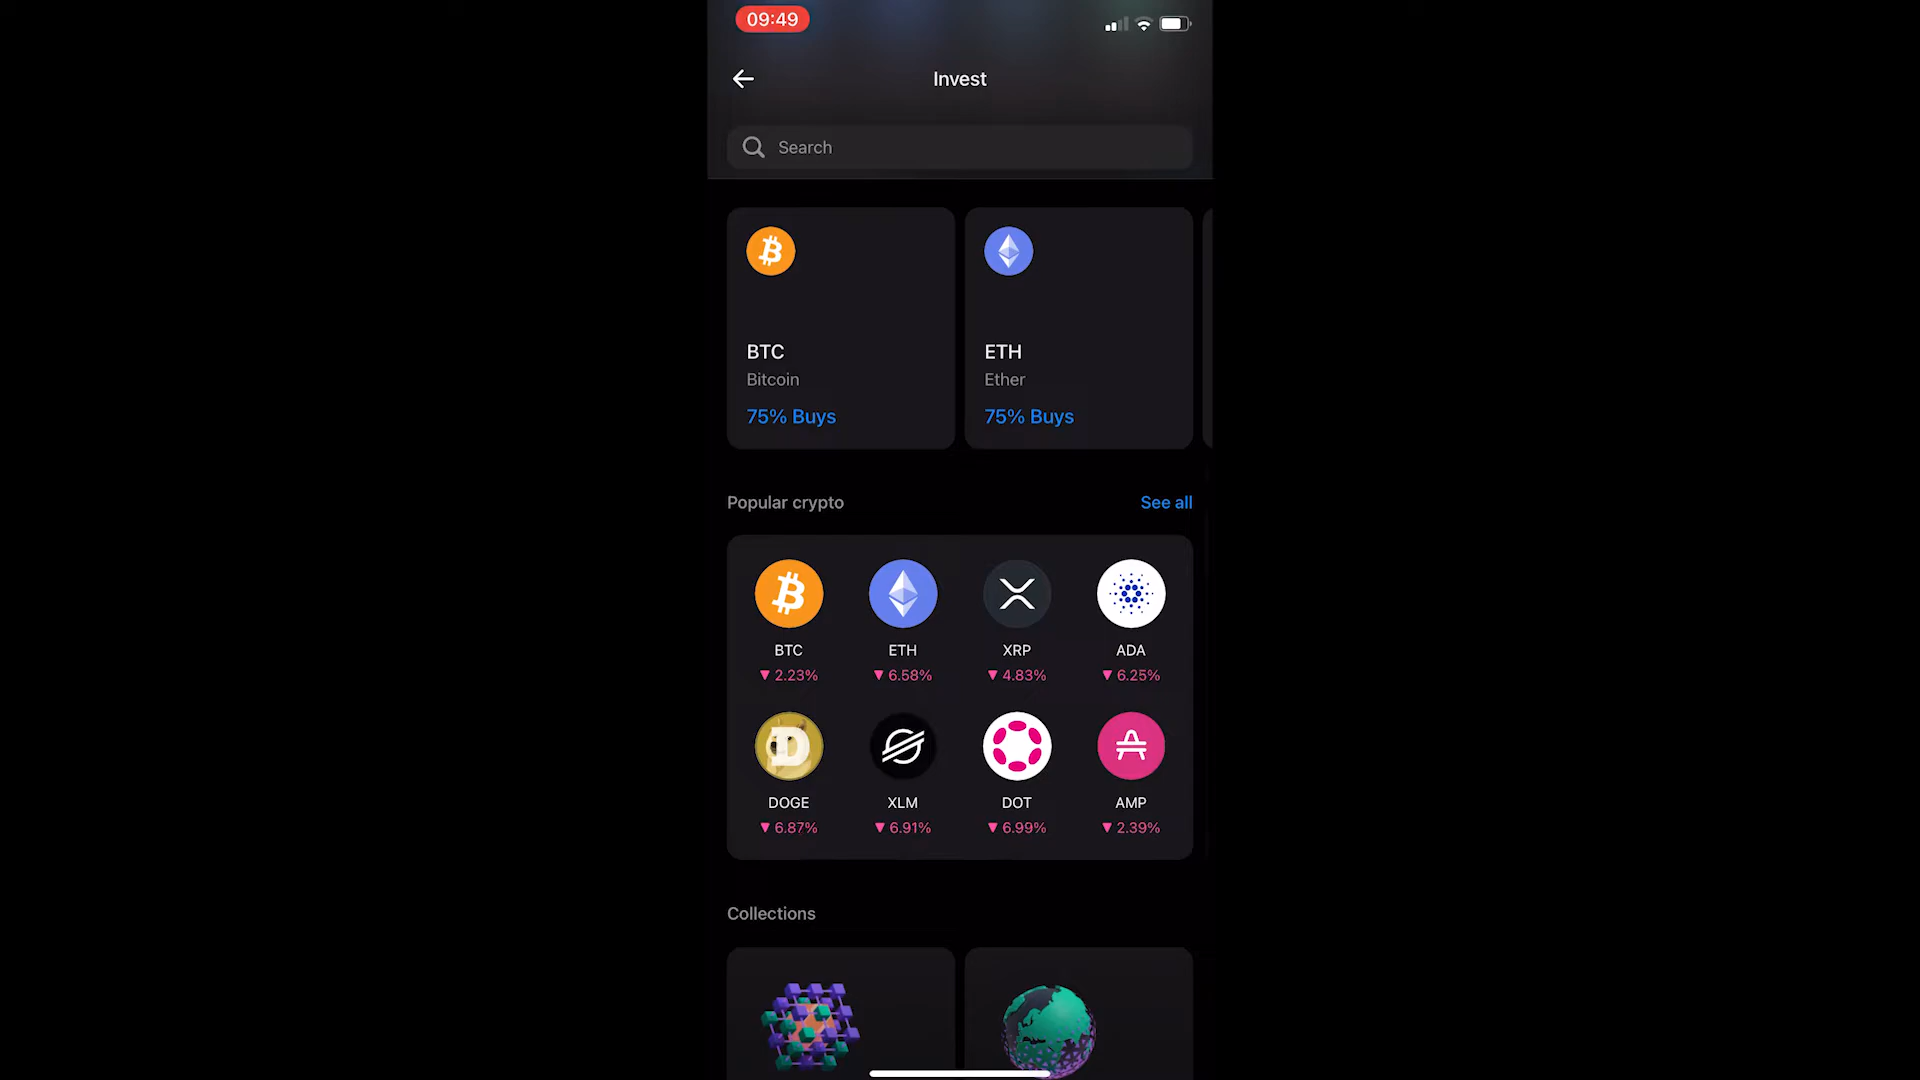 09:49
Invest
Search
BTC
Bitcoin
75% Buys
ETH
Ether
75% Buys
Popular crypto
See all
BTC
▼ 2.23%
ETH
▼ 6.58%
XRP
▼ 4.83%
ADA
▼ 6.25%
DOGE
▼ 6.87%
XLM
▼ 6.91%
DOT
▼ 6.99%
AMP
▼ 2.39%
Collections